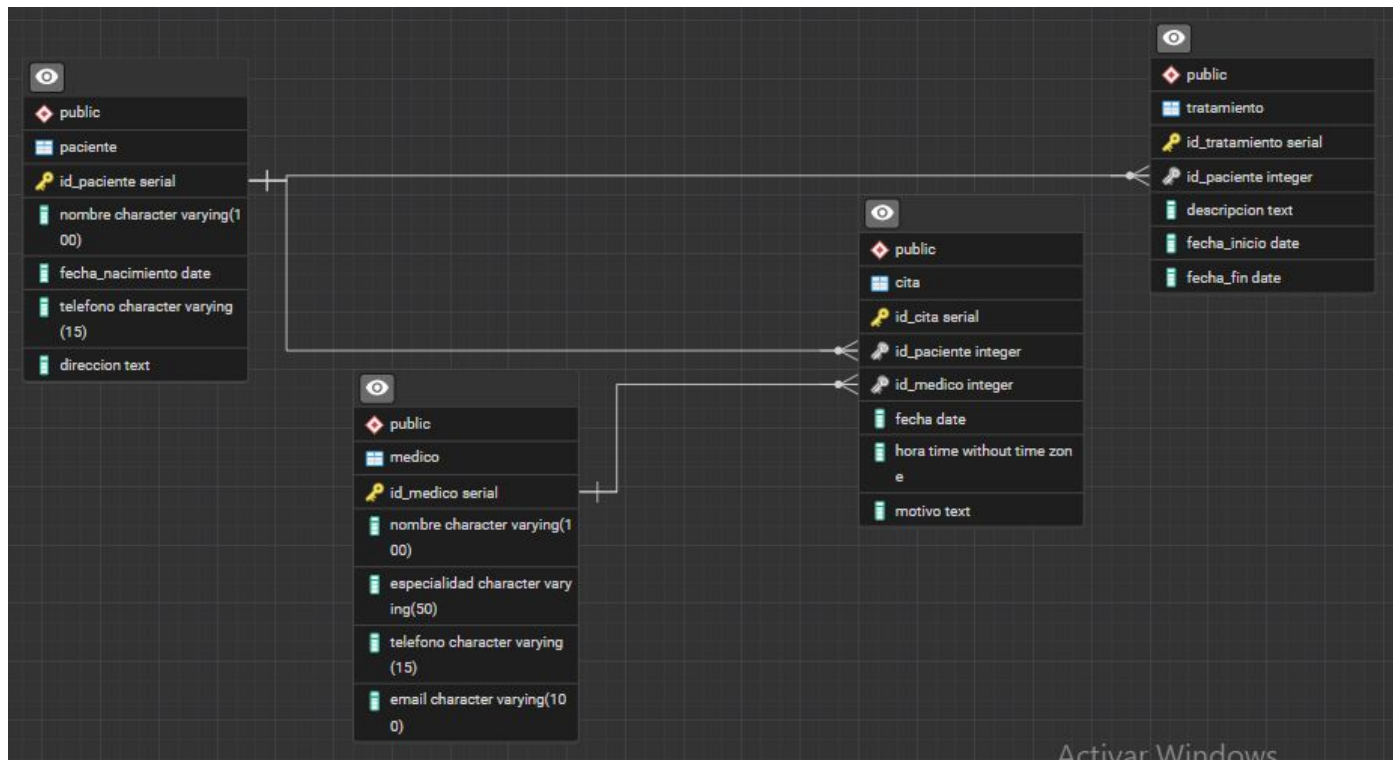 public
paciente
id_paciente serial
nombre character varying(1
00)
fecha_nacimiento date
telefono character varying
(15)
direccion text
public
medico
id_medico serial
nombre character varying(1
00)
especialidad character vary
ing(50)
telefono character varying
(15)
email character varying(10
0)
public
cita
id_cita serial
id_paciente integer
id_medico integer
fecha date
hora time without time zon
e
motivo text
public
tratamiento
id_tratamiento serial
id_paciente integer
descripcion text
fecha_inicio date
fecha_fin date
Activar Windows